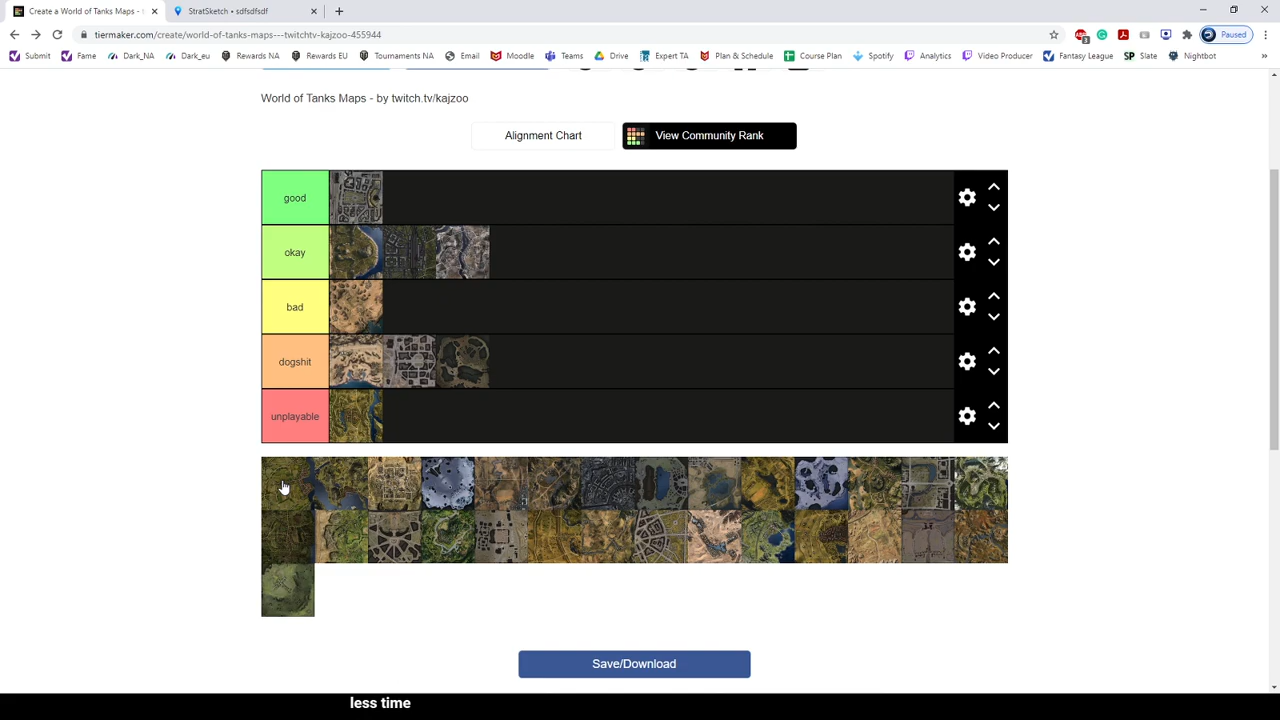 Create a World of Tanks Maps - t
StratSketch • sdfsdfsdf
tiermaker.com/create/world-of-tanks-maps---twitchtv-kajzoo-455944
3
Paused
Submit
Fame
Dark_NA
Dark_eu
Rewards NA
Rewards EU
Tournaments NA
Email
Moodle
Teams
Drive
Expert TA
Plan & Schedule
Course Plan
Spotify
Analytics
Video Producer
Fantasy League
SP Slate
Nightbot
World of Tanks Maps - by twitch.tv/kajzoo
Alignment Chart
View Community Rank
good
okay
bad
dogshit
unplayable
Save/Download
less time